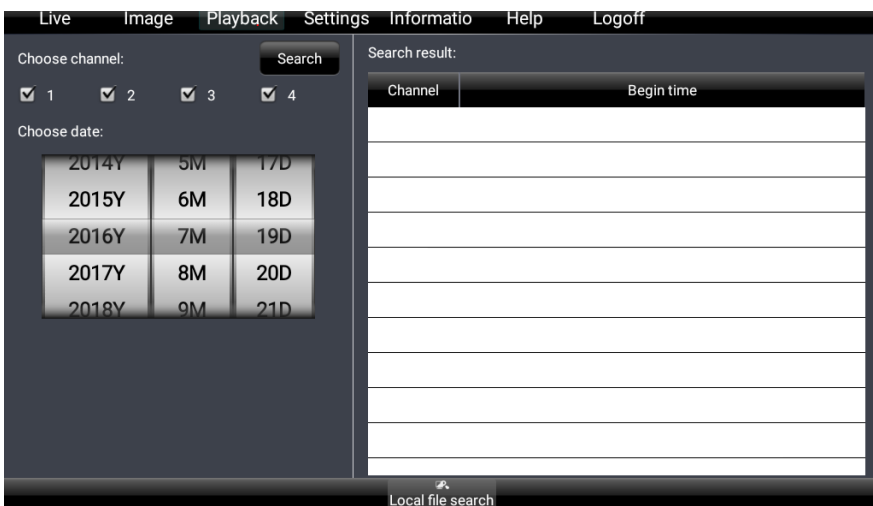 Live Image Playback Settings Informatio Help Logoff
Choose channel: Search
1 2 3 4
Choose date:
2014Y 5M 17D
2015Y 6M 18D
2016Y 7M 19D
2017Y 8M 20D
2018Y 9M 21D
Search result:
Channel Begin time
Local file search